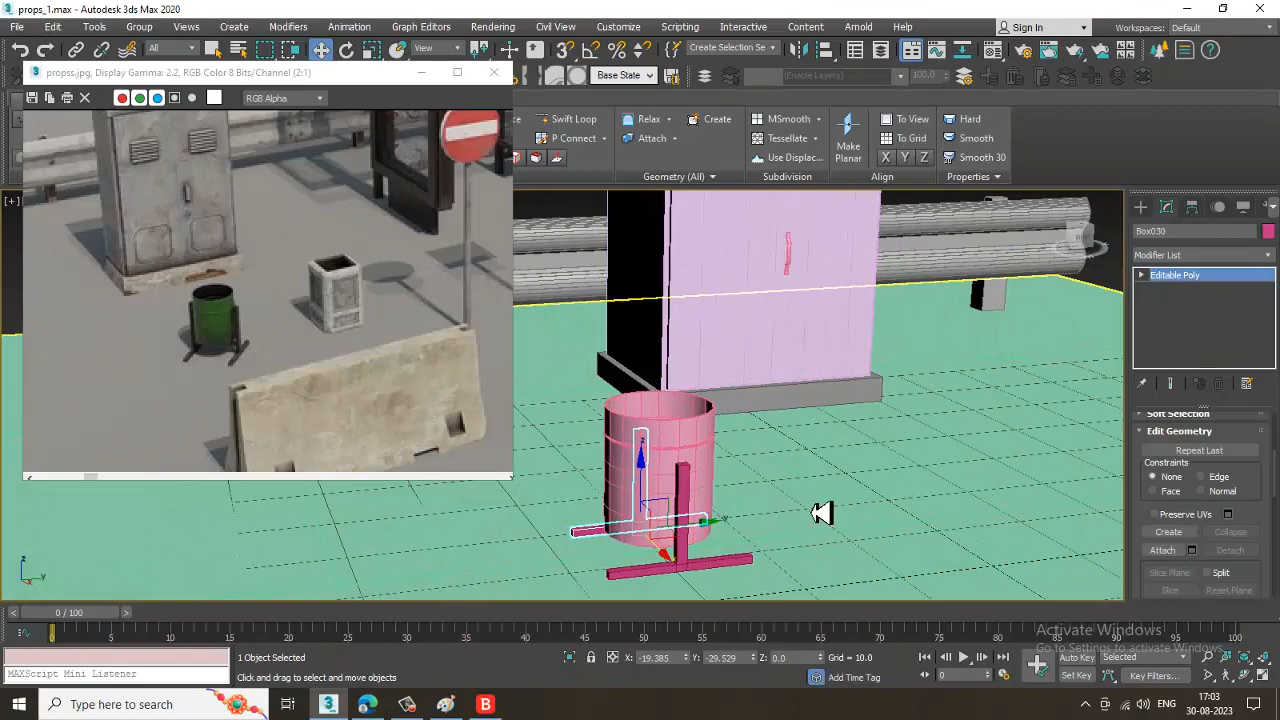 props_1.max - Autodesk 3ds Max 2020
File Edit Tools Group Views Create Modifiers Animation Graph Editors Rendering Civil View Customize Scripting Interactive Content Arnold Help
Sign In Workspaces: Default
All View Create Selection Se
propss.jpg, Display Gamma: 2.2, RGB Color 8 Bits/Channel (2:1)
Base State (Enable Layers) 100.0
RGB Alpha
Swift Loop Relax Create MSmooth To View Hard
P Connect Attach Tessellate To Grid Smooth
Use Displac... Make Planar X Y Z Smooth 30
Geometry (All) Subdivision Align Properties
[+]
Box030
Modifier List
Editable Poly
Soft Selection
Edit Geometry
Repeat Last
Constraints
None Edge
Face Normal
Preserve UVs
Create Collapse
Attach Detach
Slice Plane Split
Slice Reset Plane
z
y
z
y
0 / 100
0 5 10 15 20 25 30 35 40 45 50 55 60 65 70 75 80 85 90 95 100
Activate Windows
Go to Settings to activate Windows.
1 Object Selected X: -19.385 Y: -29.529 Z: 0.0 Grid = 10.0 Auto Key Selected
MAXScript Mini Listener Click and drag to select and move objects Add Time Tag 0 Set Key Key Filters...
Type here to search
B
ENG
17:03
30-08-2023